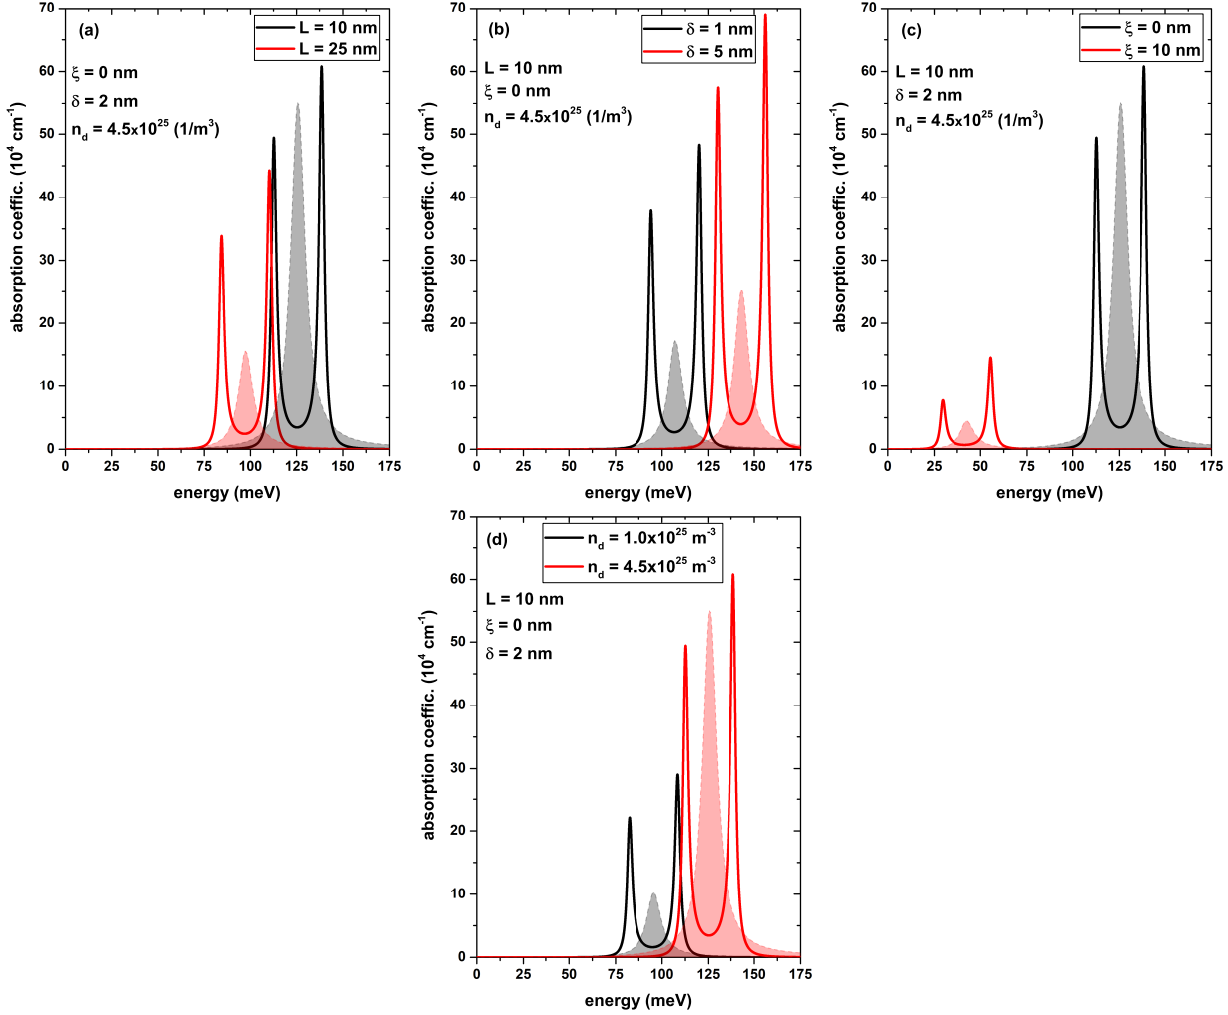 (a)
L = 10 nm
L = 25 nm
ξ = 0 nm
δ = 2 nm
n_d = 4.5x10^25 (1/m^3)
absorption coeffic. (10^4 cm^-1)
70
60
50
40
30
20
10
0
0 25 50 75 100 125 150 175
energy (meV)
(b)
δ = 1 nm
δ = 5 nm
L = 10 nm
ξ = 0 nm
n_d = 4.5x10^25 (1/m^3)
absorption coeffic. (10^4 cm^-1)
70
60
50
40
30
20
10
0
0 25 50 75 100 125 150 175
energy (meV)
(c)
ξ = 0 nm
ξ = 10 nm
L = 10 nm
δ = 2 nm
n_d = 4.5x10^25 (1/m^3)
absorption coeffic. (10^4 cm^-1)
70
60
50
40
30
20
10
0
0 25 50 75 100 125 150 175
energy (meV)
(d)
n_d = 1.0x10^25 m^-3
n_d = 4.5x10^25 m^-3
L = 10 nm
ξ = 0 nm
δ = 2 nm
absorption coeffic. (10^4 cm^-1)
70
60
50
40
30
20
10
0
0 25 50 75 100 125 150 175
energy (meV)